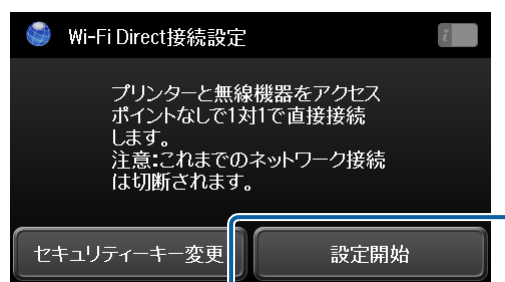 Wi-Fi Direct接続設定
プリンターと無線機器をアクセス
ポイントなしで1対1で直接接続
します。
注意:これまでのネットワーク接続
は切断されます。
セキュリティーキー変更
設定開始